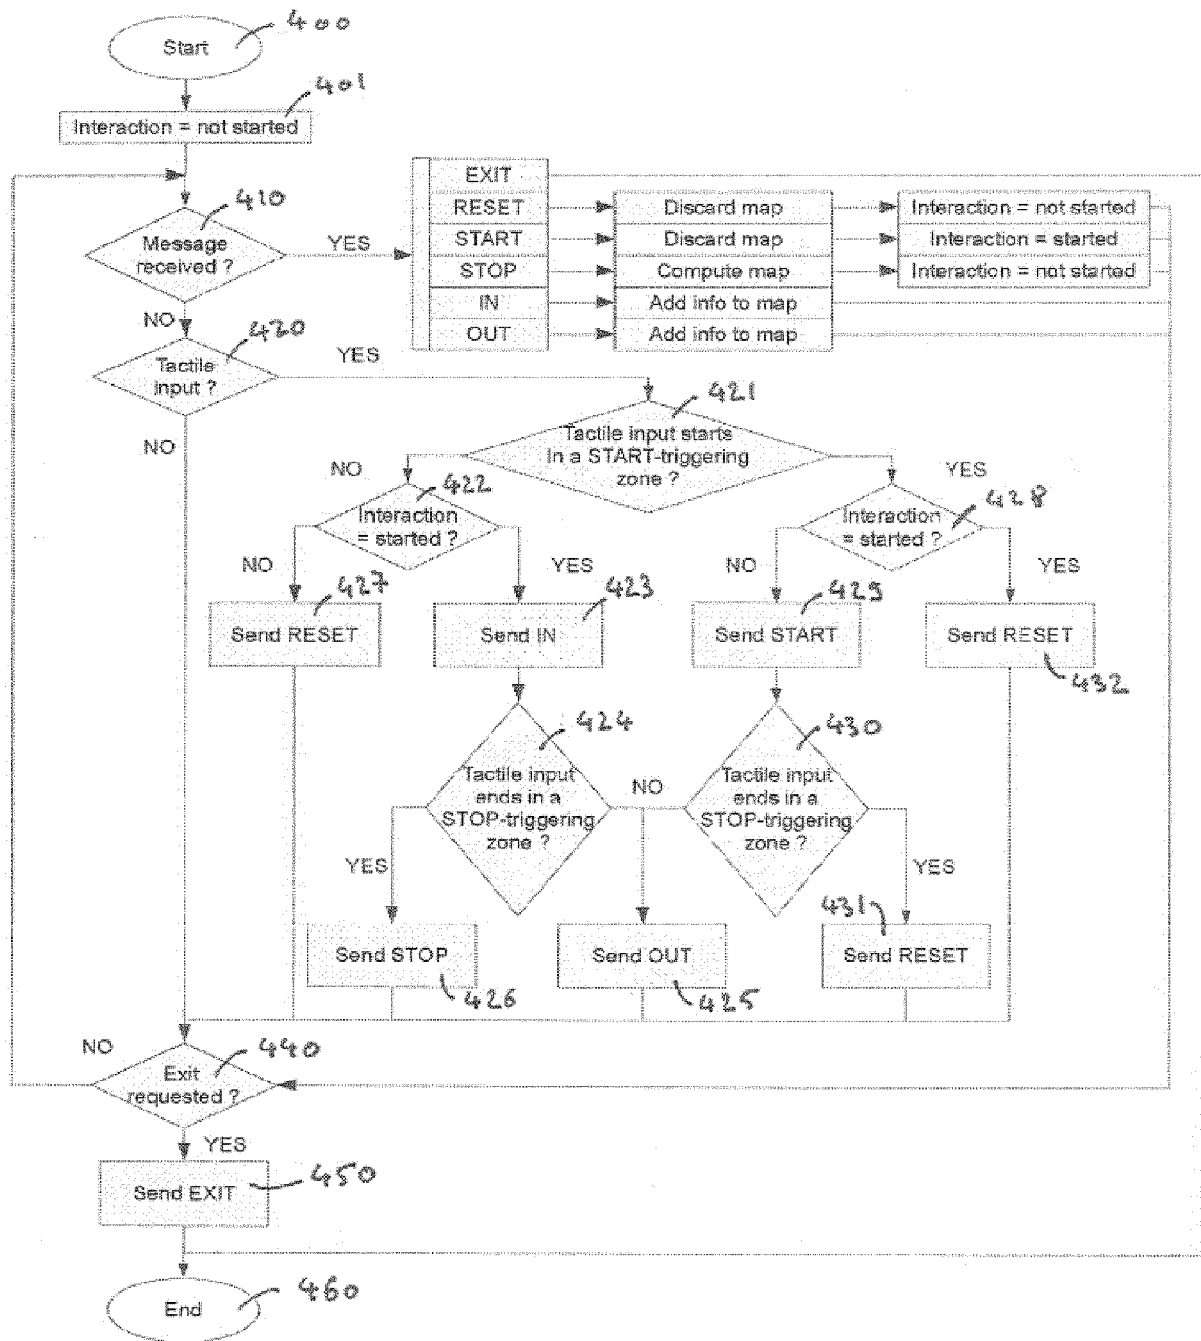 400
Start
401
Interaction = not started
410
Message
received ?
YES
EXIT
RESET
Discard map
Interaction = not started
START
Discard map
Interaction = started
STOP
Compute map
Interaction = not started
IN
Add info to map
OUT
Add info to map
NO
420
Tactile
input ?
YES
NO
421
Tactile input starts
in a START-triggering
zone ?
NO
YES
422
Interaction
= started ?
428
Interaction
= started ?
NO
YES
NO
YES
427
Send RESET
423
Send IN
429
Send START
Send RESET
432
424
Tactile input
ends in a
STOP-triggering
zone ?
NO
430
Tactile input
ends in a
STOP-triggering
zone ?
YES
YES
Send STOP
426
Send OUT
425
431
Send RESET
NO
440
Exit
requested ?
YES
Send EXIT
450
End
460